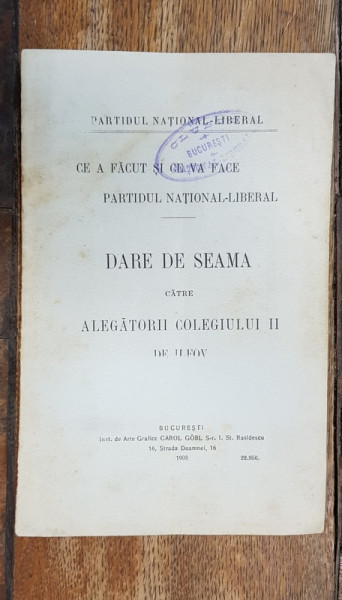 PARTIDUL NAȚIONAL-LIBERAL
BUCUREȘTI
CE A FĂCUT ȘI CE VA FACE
PARTIDUL NAȚIONAL-LIBERAL
DARE DE SEAMA
CĂTRE
ALEGĂTORII COLEGIULUI II
DE ILFOV
BUCUREȘTI
Inst. de Arte Grafice CAROL GÖBL S-r. I. St. Rasidescu
16, Strada Doamnei, 16